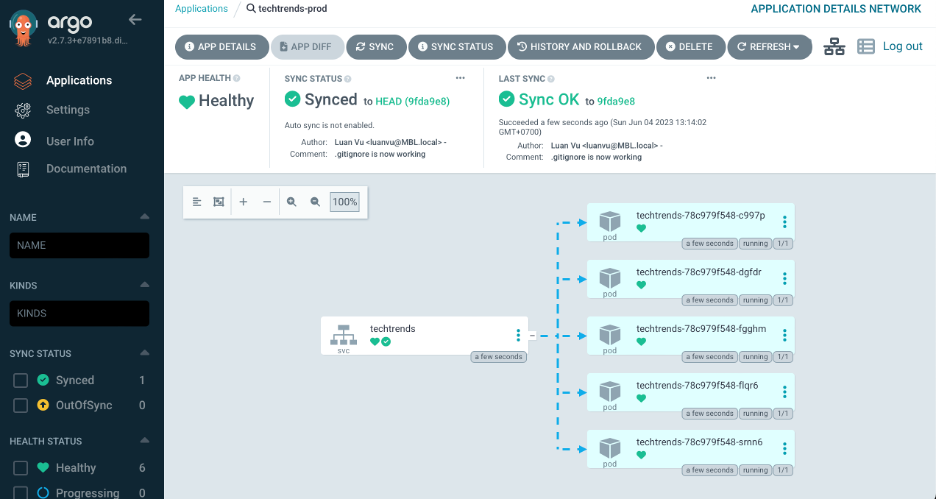 argo
v2.7.3+e7891b8.di...
Applications
Settings
User Info
Documentation
NAME
NAME
KINDS
KINDS
SYNC STATUS
Synced 1
OutOfSync 0
HEALTH STATUS
Healthy 6
Progressing 0
Applications / techtrends-prod
APPLICATION DETAILS NETWORK
APP DETAILS
APP DIFF
SYNC
SYNC STATUS
HISTORY AND ROLLBACK
DELETE
REFRESH
Log out
APP HEALTH
Healthy
SYNC STATUS
Synced to HEAD (9fda9e8)
Auto sync is not enabled.
Author: Luan Vu <luanvu@MBL.local> -
Comment: .gitignore is now working
LAST SYNC
Sync OK to 9fda9e8
Succeeded a few seconds ago (Sun Jun 04 2023 13:14:02
GMT+0700)
Author: Luan Vu <luanvu@MBL.local> -
Comment: .gitignore is now working
100%
techtrends
svc
a few seconds
techtrends-78c979f548-c997p
pod
a few seconds running 1/1
techtrends-78c979f548-dgfdr
pod
a few seconds running 1/1
techtrends-78c979f548-fgghm
pod
a few seconds running 1/1
techtrends-78c979f548-flqr6
pod
a few seconds running 1/1
techtrends-78c979f548-smn6
pod
a few seconds running 1/1